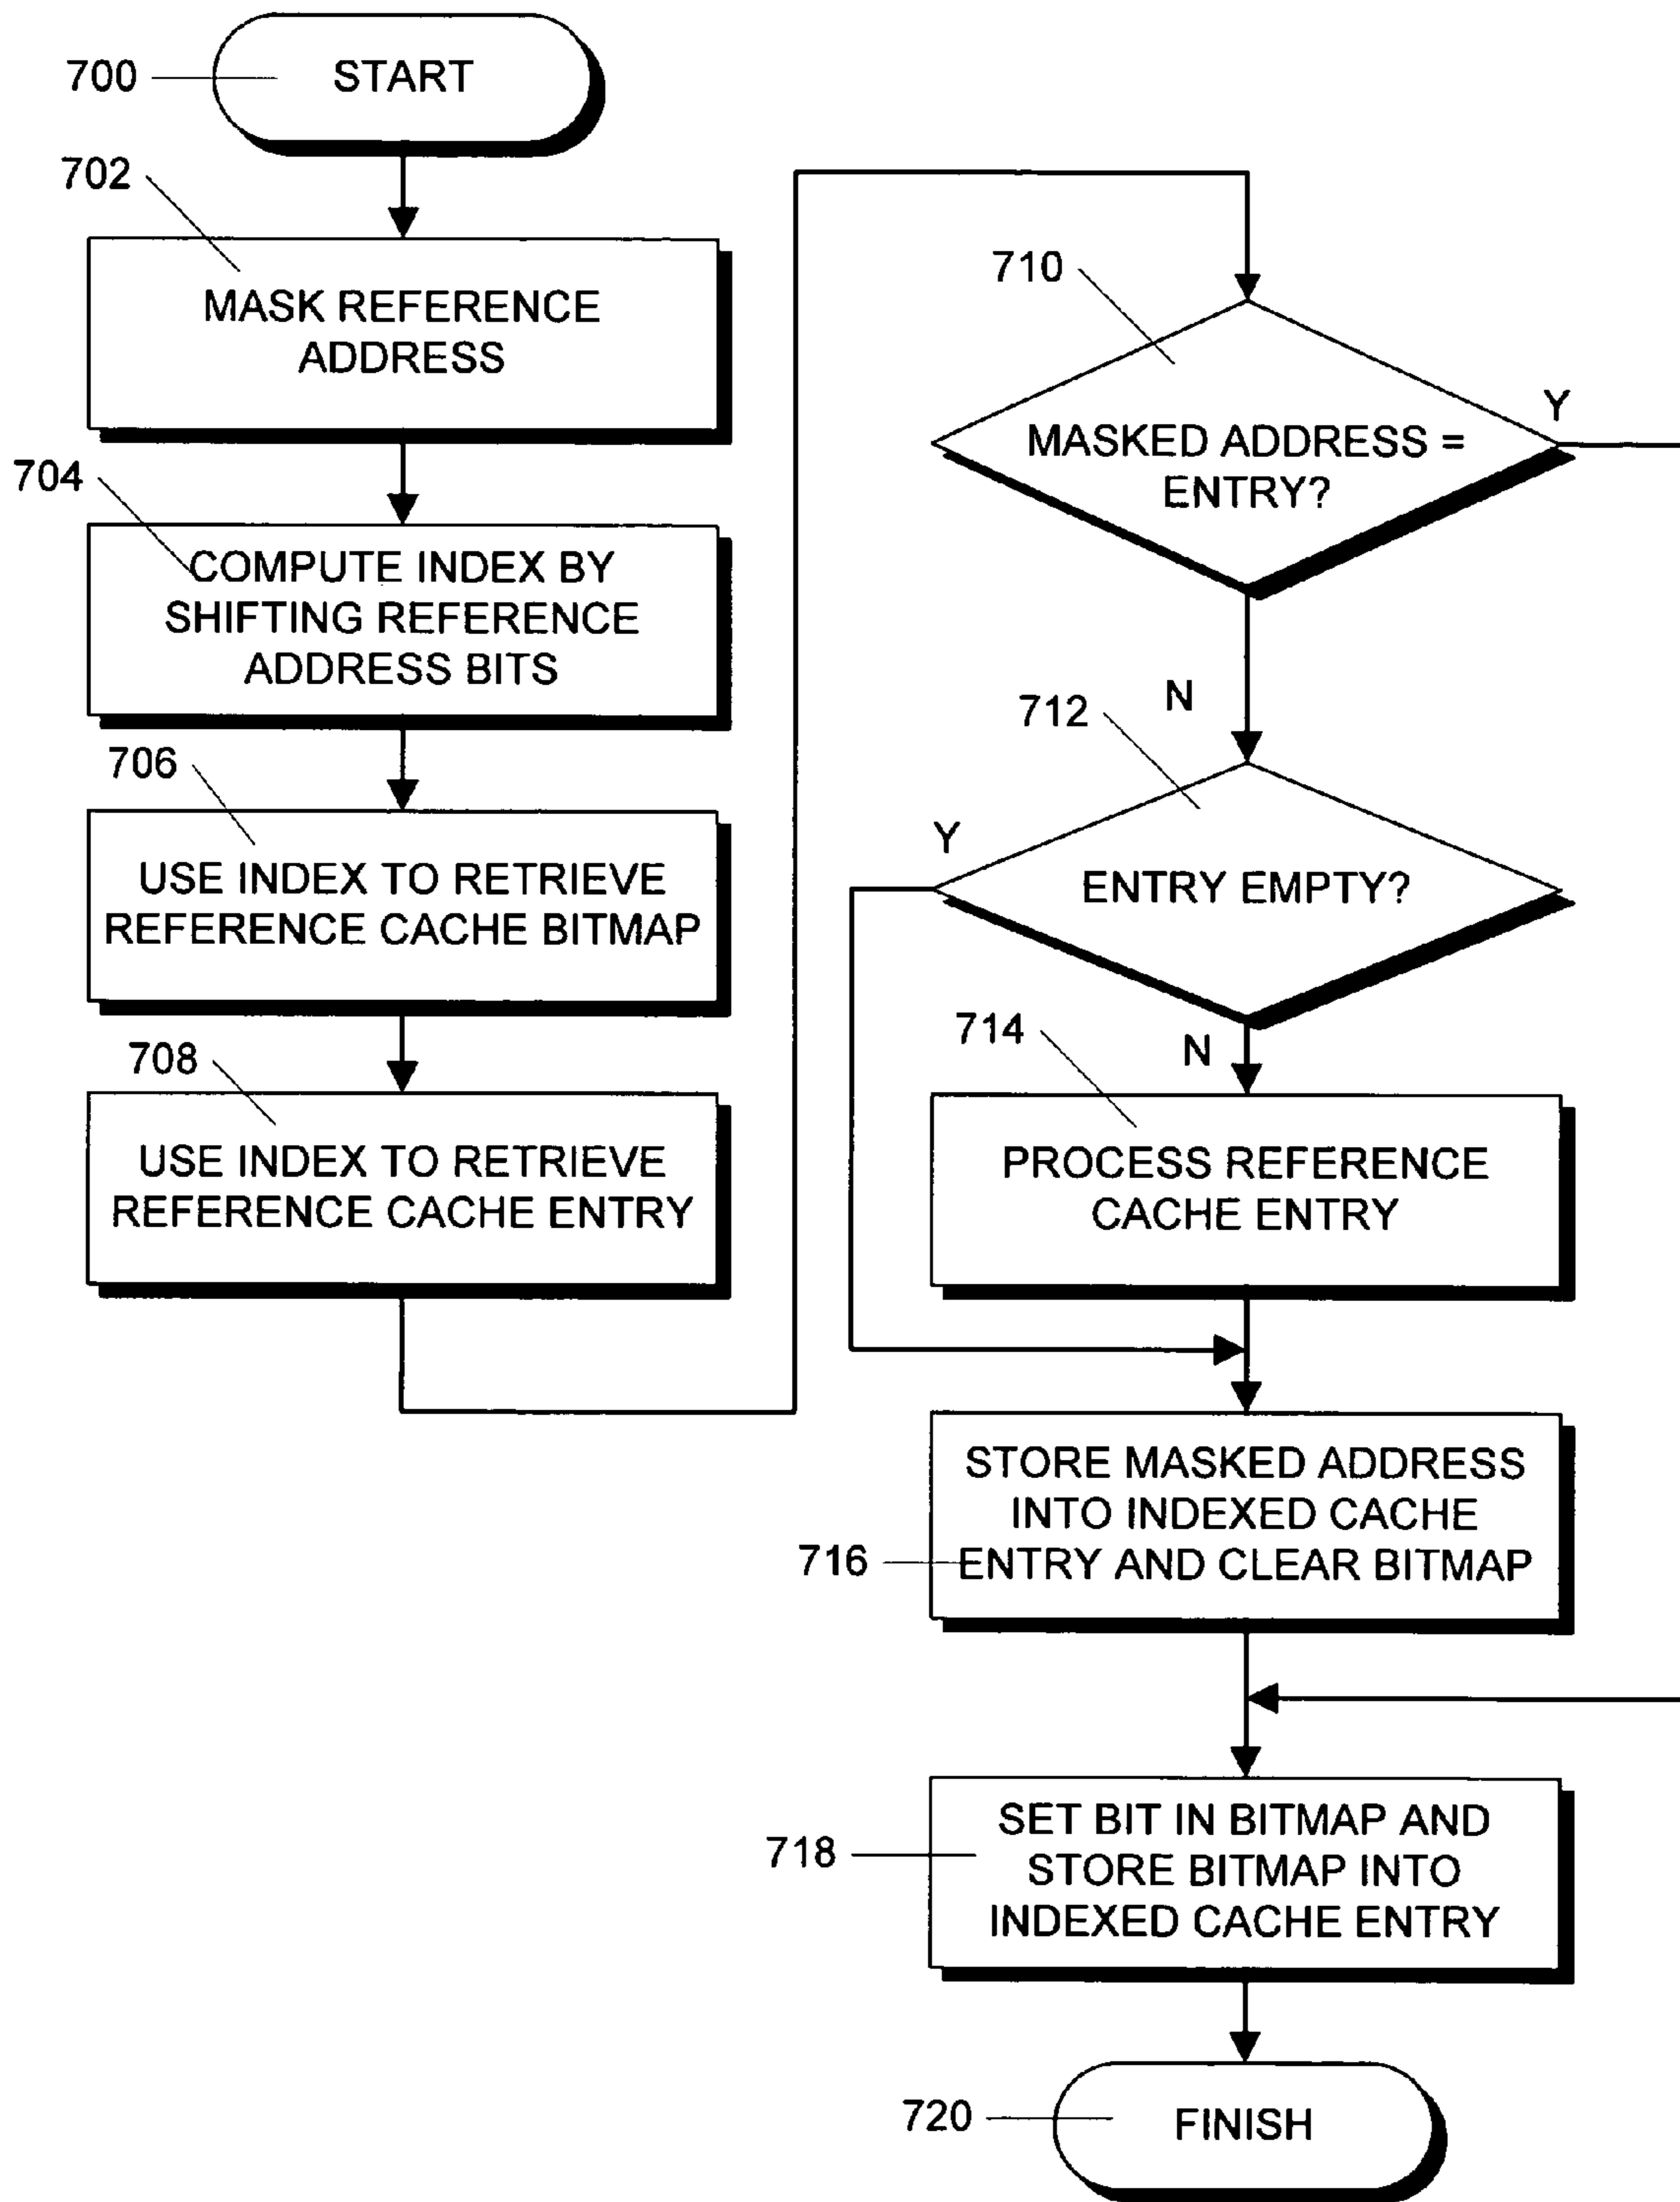 700
START
702
MASK REFERENCE
ADDRESS
704
COMPUTE INDEX BY
SHIFTING REFERENCE
ADDRESS BITS
706
USE INDEX TO RETRIEVE
REFERENCE CACHE BITMAP
708
USE INDEX TO RETRIEVE
REFERENCE CACHE ENTRY
710
MASKED ADDRESS =
ENTRY?
Y
N
712
ENTRY EMPTY?
Y
N
714
PROCESS REFERENCE
CACHE ENTRY
716
STORE MASKED ADDRESS
INTO INDEXED CACHE
ENTRY AND CLEAR BITMAP
718
SET BIT IN BITMAP AND
STORE BITMAP INTO
INDEXED CACHE ENTRY
720
FINISH